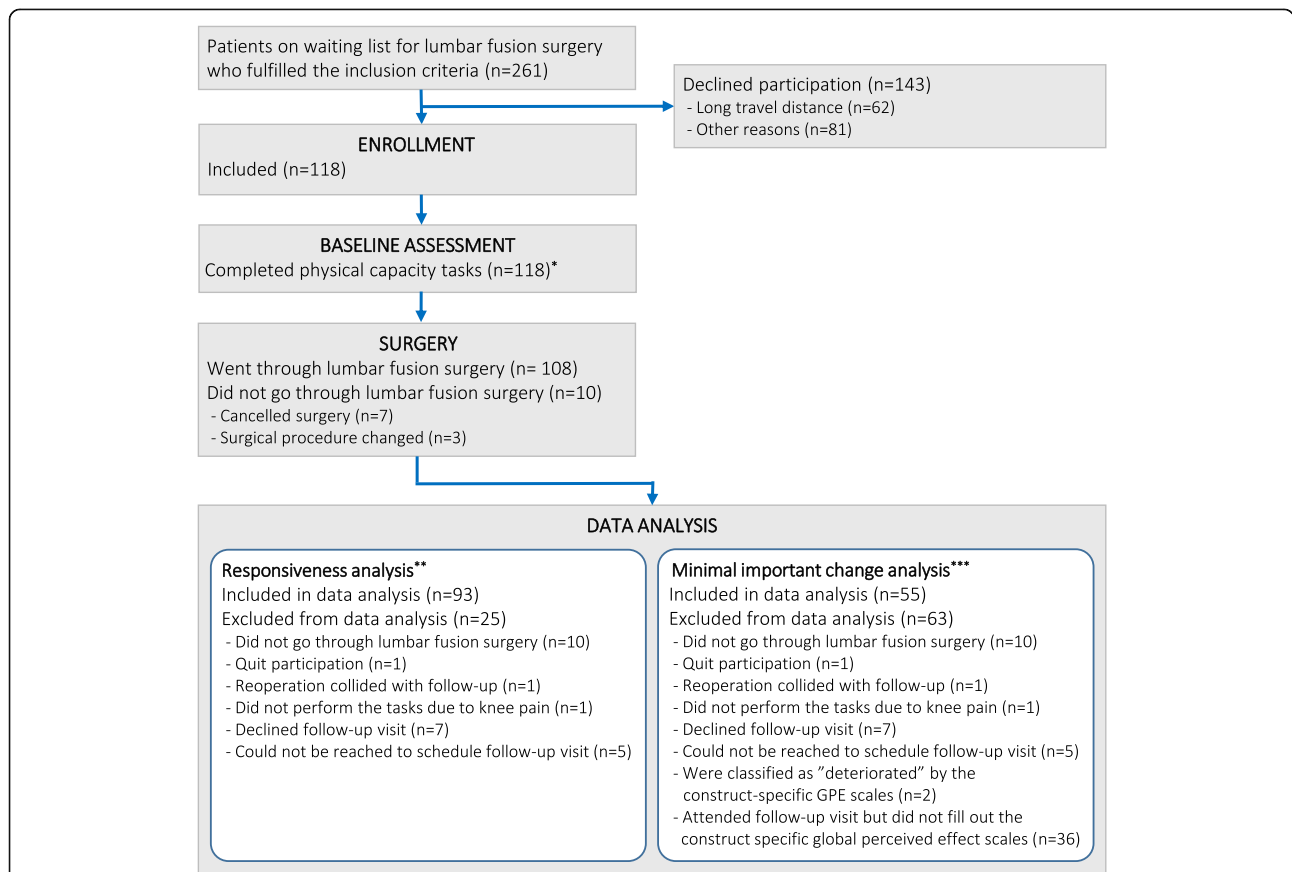 Patients on waiting list for lumbar fusion surgery
who fulfilled the inclusion criteria (n=261)
Declined participation (n=143)
- Long travel distance (n=62)
- Other reasons (n=81)
ENROLLMENT
Included (n=118)
BASELINE ASSESSMENT
Completed physical capacity tasks (n=118)*
SURGERY
Went through lumbar fusion surgery (n= 108)
Did not go through lumbar fusion surgery (n=10)
- Cancelled surgery (n=7)
- Surgical procedure changed (n=3)
DATA ANALYSIS
Responsiveness analysis**
Included in data analysis (n=93)
Excluded from data analysis (n=25)
- Did not go through lumbar fusion surgery (n=10)
- Quit participation (n=1)
- Reoperation collided with follow-up (n=1)
- Did not perform the tasks due to knee pain (n=1)
- Declined follow-up visit (n=7)
- Could not be reached to schedule follow-up visit (n=5)
Minimal important change analysis***
Included in data analysis (n=55)
Excluded from data analysis (n=63)
- Did not go through lumbar fusion surgery (n=10)
- Quit participation (n=1)
- Reoperation collided with follow-up (n=1)
- Did not perform the tasks due to knee pain (n=1)
- Declined follow-up visit (n=7)
- Could not be reached to schedule follow-up visit (n=5)
- Were classified as ”deteriorated” by the
construct-specific GPE scales (n=2)
- Attended follow-up visit but did not fill out the
construct specific global perceived effect scales (n=36)